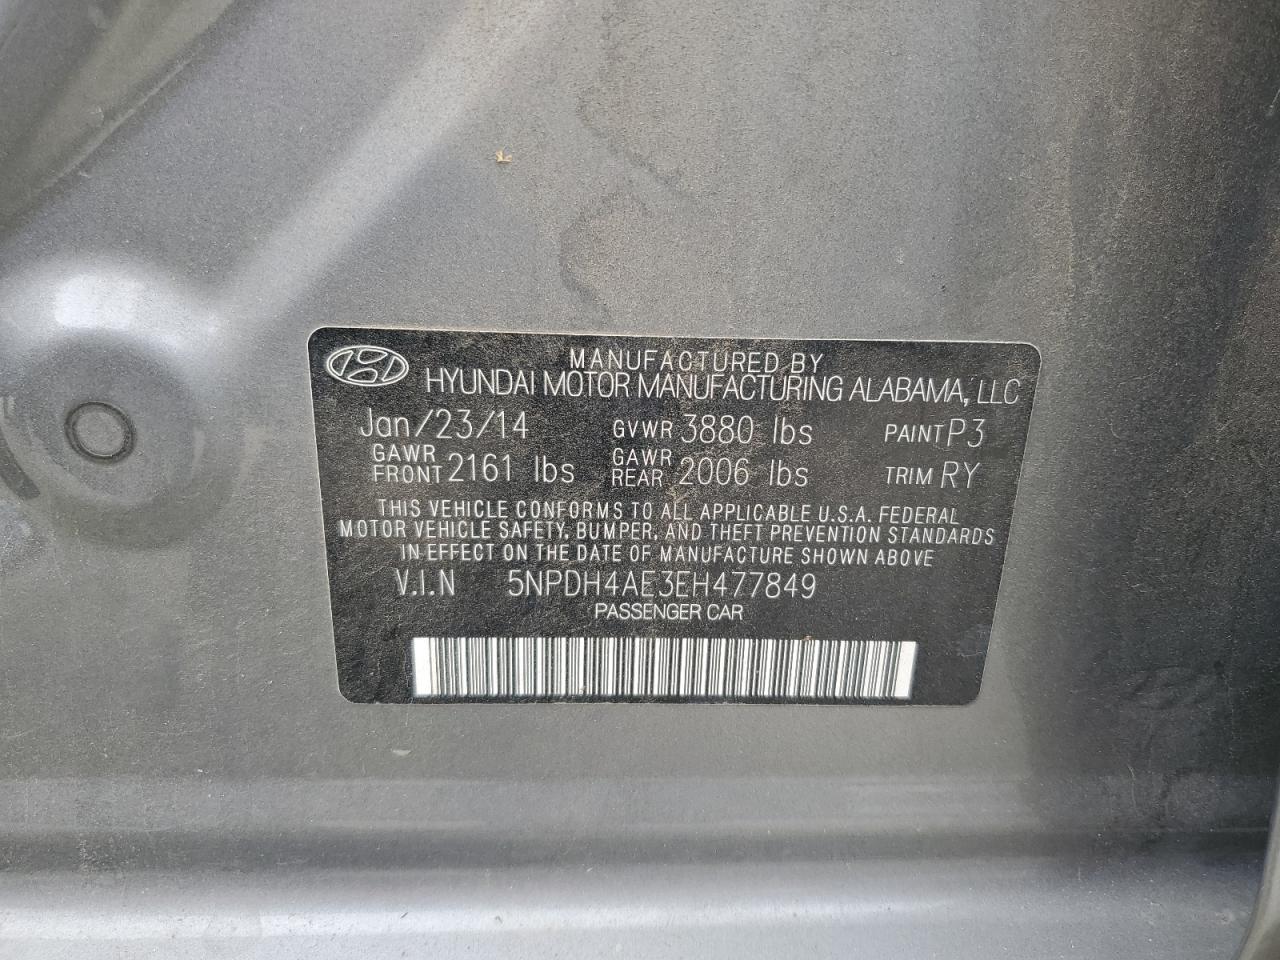 MANUFACTURED BY
HYUNDAI MOTOR MANUFACTURING ALABAMA, LLC
Jan/23/14 GVWR 3880 lbs PAINT P3
GAWR FRONT 2161 lbs GAWR REAR 2006 lbs TRIM RY
THIS VEHICLE CONFORMS TO ALL APPLICABLE U.S.A. FEDERAL
MOTOR VEHICLE SAFETY, BUMPER, AND THEFT PREVENTION STANDARDS
IN EFFECT ON THE DATE OF MANUFACTURE SHOWN ABOVE
V.I.N 5NPDH4AE3EH477849
PASSENGER CAR